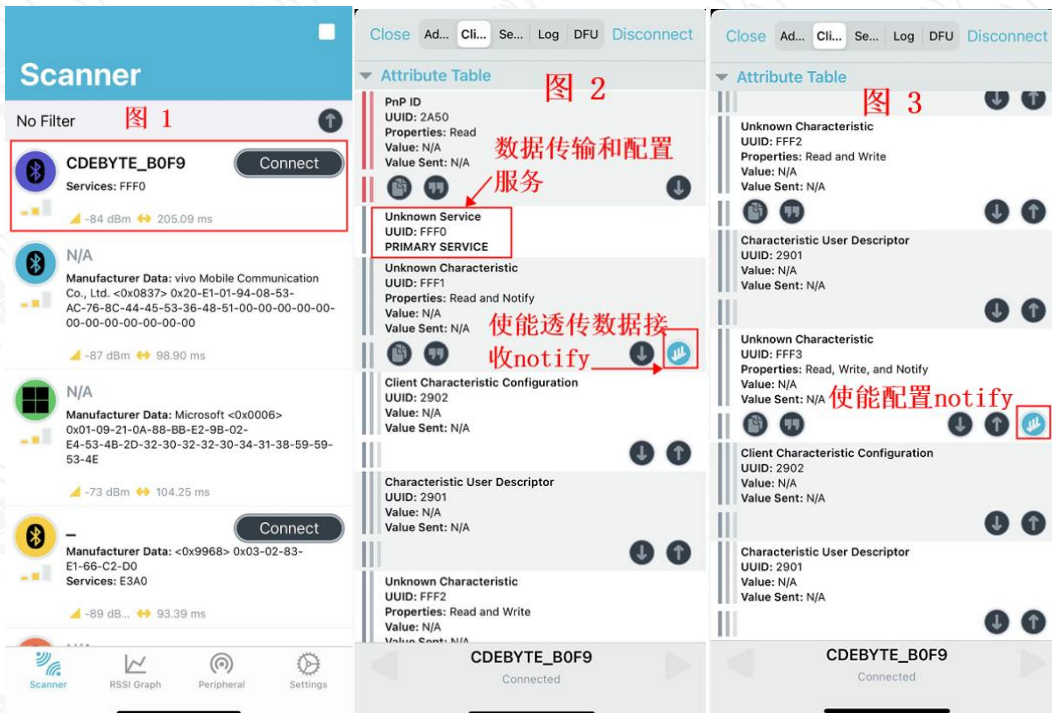 Scanner
No Filter
图 1
CDEBYTE_B0F9
Connect
Services: FFF0
-84 dBm 205.09 ms
N/A
Manufacturer Data: vivo Mobile Communication
Co., Ltd. <0x0837> 0x20-E1-01-94-08-53-
AC-76-8C-44-45-53-36-48-51-00-00-00-00-00-
00-00-00-00-00-00-00
-87 dBm 98.90 ms
N/A
Manufacturer Data: Microsoft <0x0006>
0x01-09-21-0A-88-BB-E2-9B-02-
E4-53-4B-2D-32-30-32-32-30-34-31-38-59-59-
53-4E
-73 dBm 104.25 ms
_
Connect
Manufacturer Data: <0x9968> 0x03-02-83-
E1-66-C2-D0
Services: E3A0
-89 dB... 93.39 ms
Scanner
RSSI Graph
Peripheral
Settings
Close Ad... Cli... Se... Log DFU Disconnect
Attribute Table
图 2
PnP ID
UUID: 2A50
Properties: Read
Value: N/A
Value Sent: N/A
数据传输和配置
服务
Unknown Service
UUID: FFF0
PRIMARY SERVICE
Unknown Characteristic
UUID: FFF1
Properties: Read and Notify
Value: N/A
Value Sent: N/A
使能透传数据接
收notify
Client Characteristic Configuration
UUID: 2902
Value: N/A
Value Sent: N/A
Characteristic User Descriptor
UUID: 2901
Value: N/A
Value Sent: N/A
Unknown Characteristic
UUID: FFF2
Properties: Read and Write
Value: N/A
Value Sent: N/A
CDEBYTE_B0F9
Connected
Close Ad... Cli... Se... Log DFU Disconnect
Attribute Table
图 3
Unknown Characteristic
UUID: FFF2
Properties: Read and Write
Value: N/A
Value Sent: N/A
Characteristic User Descriptor
UUID: 2901
Value: N/A
Value Sent: N/A
Unknown Characteristic
UUID: FFF3
Properties: Read, Write, and Notify
Value: N/A
Value Sent: N/A
使能配置notify
Client Characteristic Configuration
UUID: 2902
Value: N/A
Value Sent: N/A
Characteristic User Descriptor
UUID: 2901
Value: N/A
Value Sent: N/A
CDEBYTE_B0F9
Connected